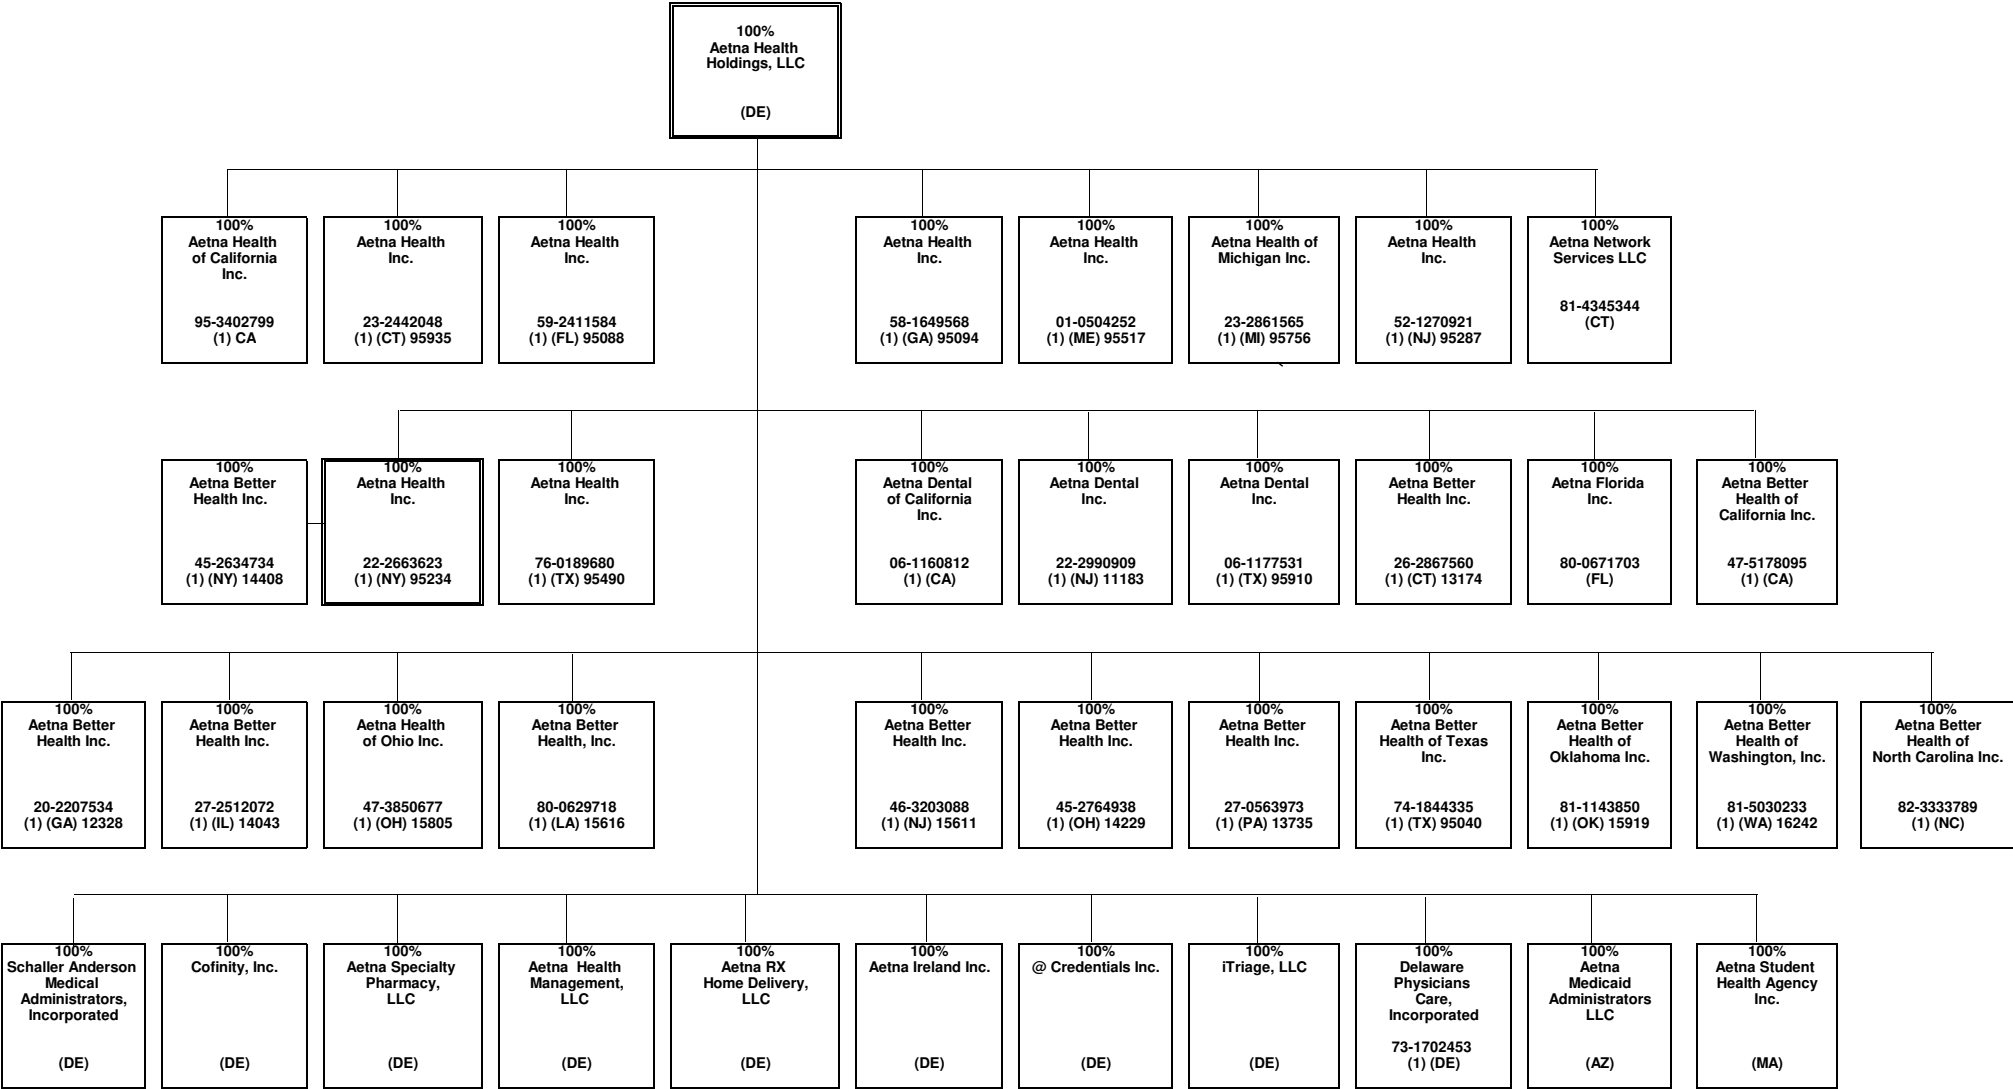 100%
Aetna Health
Holdings, LLC
(DE)
100%
Aetna Health
of California
Inc.
95-3402799
(1) CA
100%
Aetna Health
Inc.
23-2442048
(1) (CT) 95935
100%
Aetna Health
Inc.
59-2411584
(1) (FL) 95088
100%
Aetna Health
Inc.
58-1649568
(1) (GA) 95094
100%
Aetna Health
Inc.
01-0504252
(1) (ME) 95517
100%
Aetna Health of
Michigan Inc.
23-2861565
(1) (MI) 95756
100%
Aetna Health
Inc.
52-1270921
(1) (NJ) 95287
100%
Aetna Network
Services LLC
81-4345344
(CT)
100%
Aetna Better
Health Inc.
45-2634734
(1) (NY) 14408
100%
Aetna Health
Inc.
22-2663623
(1) (NY) 95234
100%
Aetna Health
Inc.
76-0189680
(1) (TX) 95490
100%
Aetna Dental
of California
Inc.
06-1160812
(1) (CA)
100%
Aetna Dental
Inc.
22-2990909
(1) (NJ) 11183
100%
Aetna Dental
Inc.
06-1177531
(1) (TX) 95910
100%
Aetna Better
Health Inc.
26-2867560
(1) (CT) 13174
100%
Aetna Florida
Inc.
80-0671703
(FL)
100%
Aetna Better
Health of
California Inc.
47-5178095
(1) (CA)
100%
Aetna Better
Health Inc.
20-2207534
(1) (GA) 12328
100%
Aetna Better
Health Inc.
27-2512072
(1) (IL) 14043
100%
Aetna Health
of Ohio Inc.
47-3850677
(1) (OH) 15805
100%
Aetna Better
Health, Inc.
80-0629718
(1) (LA) 15616
100%
Aetna Better
Health Inc.
46-3203088
(1) (NJ) 15611
100%
Aetna Better
Health Inc.
45-2764938
(1) (OH) 14229
100%
Aetna Better
Health Inc.
27-0563973
(1) (PA) 13735
100%
Aetna Better
Health of Texas
Inc.
74-1844335
(1) (TX) 95040
100%
Aetna Better
Health of
Oklahoma Inc.
81-1143850
(1) (OK) 15919
100%
Aetna Better
Health of
Washington, Inc.
81-5030233
(1) (WA) 16242
100%
Aetna Better
Health of
North Carolina Inc.
82-3333789
(1) (NC)
100%
Schaller Anderson
Medical
Administrators,
Incorporated
(DE)
100%
Cofinity, Inc.
(DE)
100%
Aetna Specialty
Pharmacy,
LLC
(DE)
100%
Aetna Health
Management,
LLC
(DE)
100%
Aetna RX
Home Delivery,
LLC
(DE)
100%
Aetna Ireland Inc.
(DE)
100%
@ Credentials Inc.
(DE)
100%
iTriage, LLC
(DE)
100%
Delaware
Physicians
Care,
Incorporated
73-1702453
(1) (DE)
100%
Aetna
Medicaid
Administrators
LLC
(AZ)
100%
Aetna Student
Health Agency
Inc.
(MA)